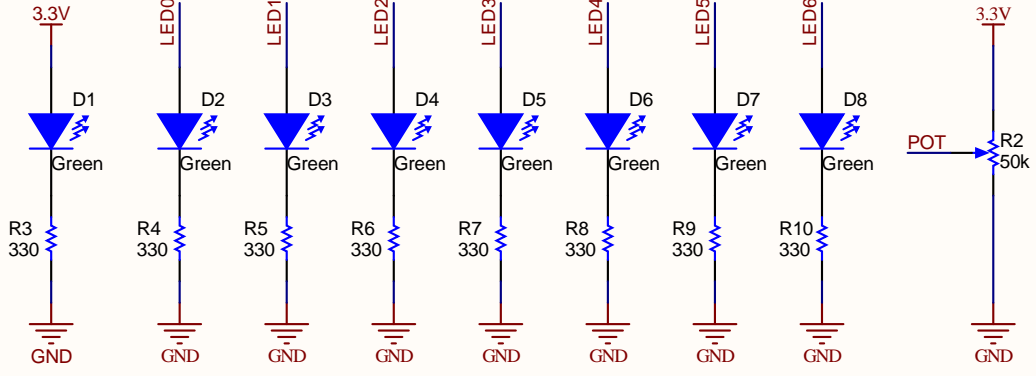 3.3V
LED0
LED1
LED2
LED3
LED4
LED5
LED6
3.3V
D1
D2
D3
D4
D5
D6
D7
D8
Green
Green
Green
Green
Green
Green
Green
Green
POT
R2
50k
R3
330
R4
330
R5
330
R6
330
R7
330
R8
330
R9
330
R10
330
GND
GND
GND
GND
GND
GND
GND
GND
GND